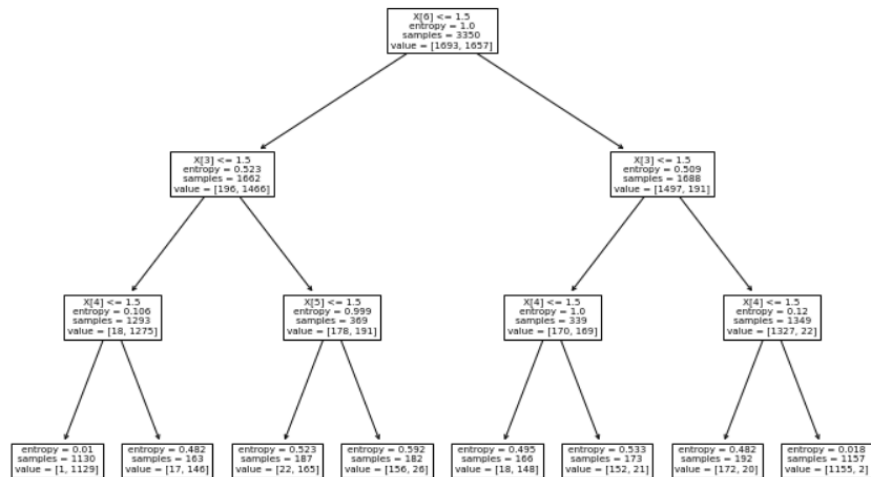 X[6] <= 1.5
entropy = 1.0
samples = 3350
value = [1693, 1657]
X[3] <= 1.5
entropy = 0.523
samples = 1662
value = [196, 1466]
X[3] <= 1.5
entropy = 0.509
samples = 1688
value = [1497, 191]
X[4] <= 1.5
entropy = 0.106
samples = 1293
value = [18, 1275]
X[5] <= 1.5
entropy = 0.999
samples = 369
value = [178, 191]
X[4] <= 1.5
entropy = 1.0
samples = 339
value = [170, 169]
X[4] <= 1.5
entropy = 0.12
samples = 1349
value = [1327, 22]
entropy = 0.01
samples = 1130
value = [1, 1129]
entropy = 0.482
samples = 163
value = [17, 146]
entropy = 0.523
samples = 187
value = [22, 165]
entropy = 0.592
samples = 182
value = [156, 26]
entropy = 0.495
samples = 166
value = [18, 148]
entropy = 0.533
samples = 173
value = [152, 21]
entropy = 0.482
samples = 192
value = [172, 20]
entropy = 0.018
samples = 1157
value = [1155, 2]